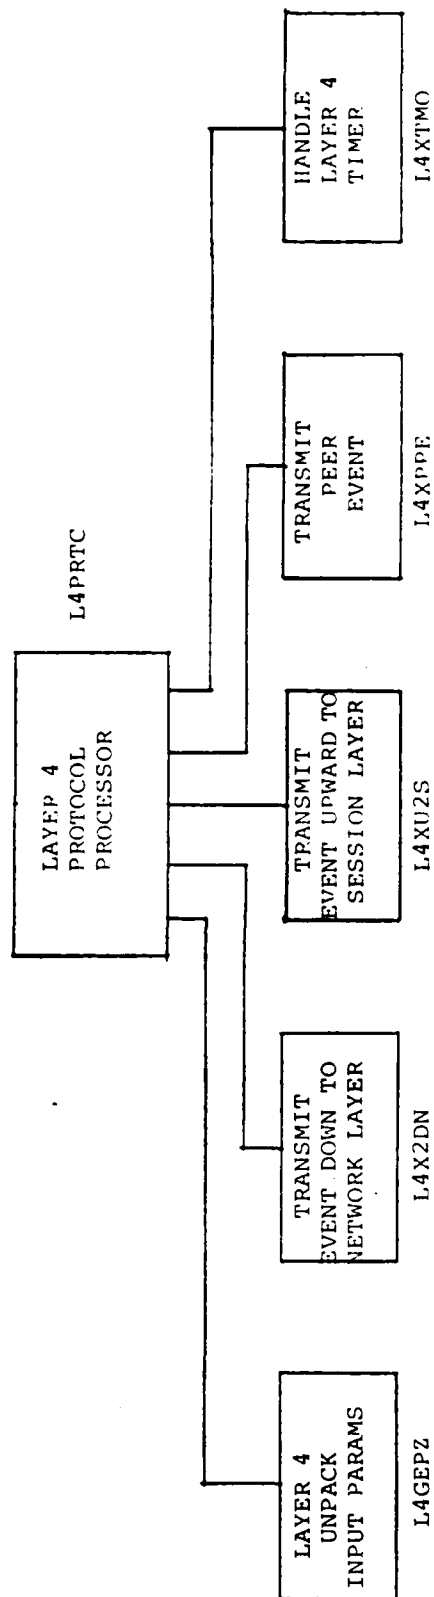 LAYER 4
PROTOCOL
PROCESSOR
L4PRTC
LAYER 4
UNPACK
INPUT PARAMS
L4GEPZ
TRANSMIT
EVENT DOWN TO
NETWORK LAYER
L4X2DN
TRANSMIT
EVENT UPWARD TO
SESSION LAYER
L4XU2S
TRANSMIT
PEER
EVENT
L4XPPE
HANDLE
LAYER 4
TIMER
L4XTMO